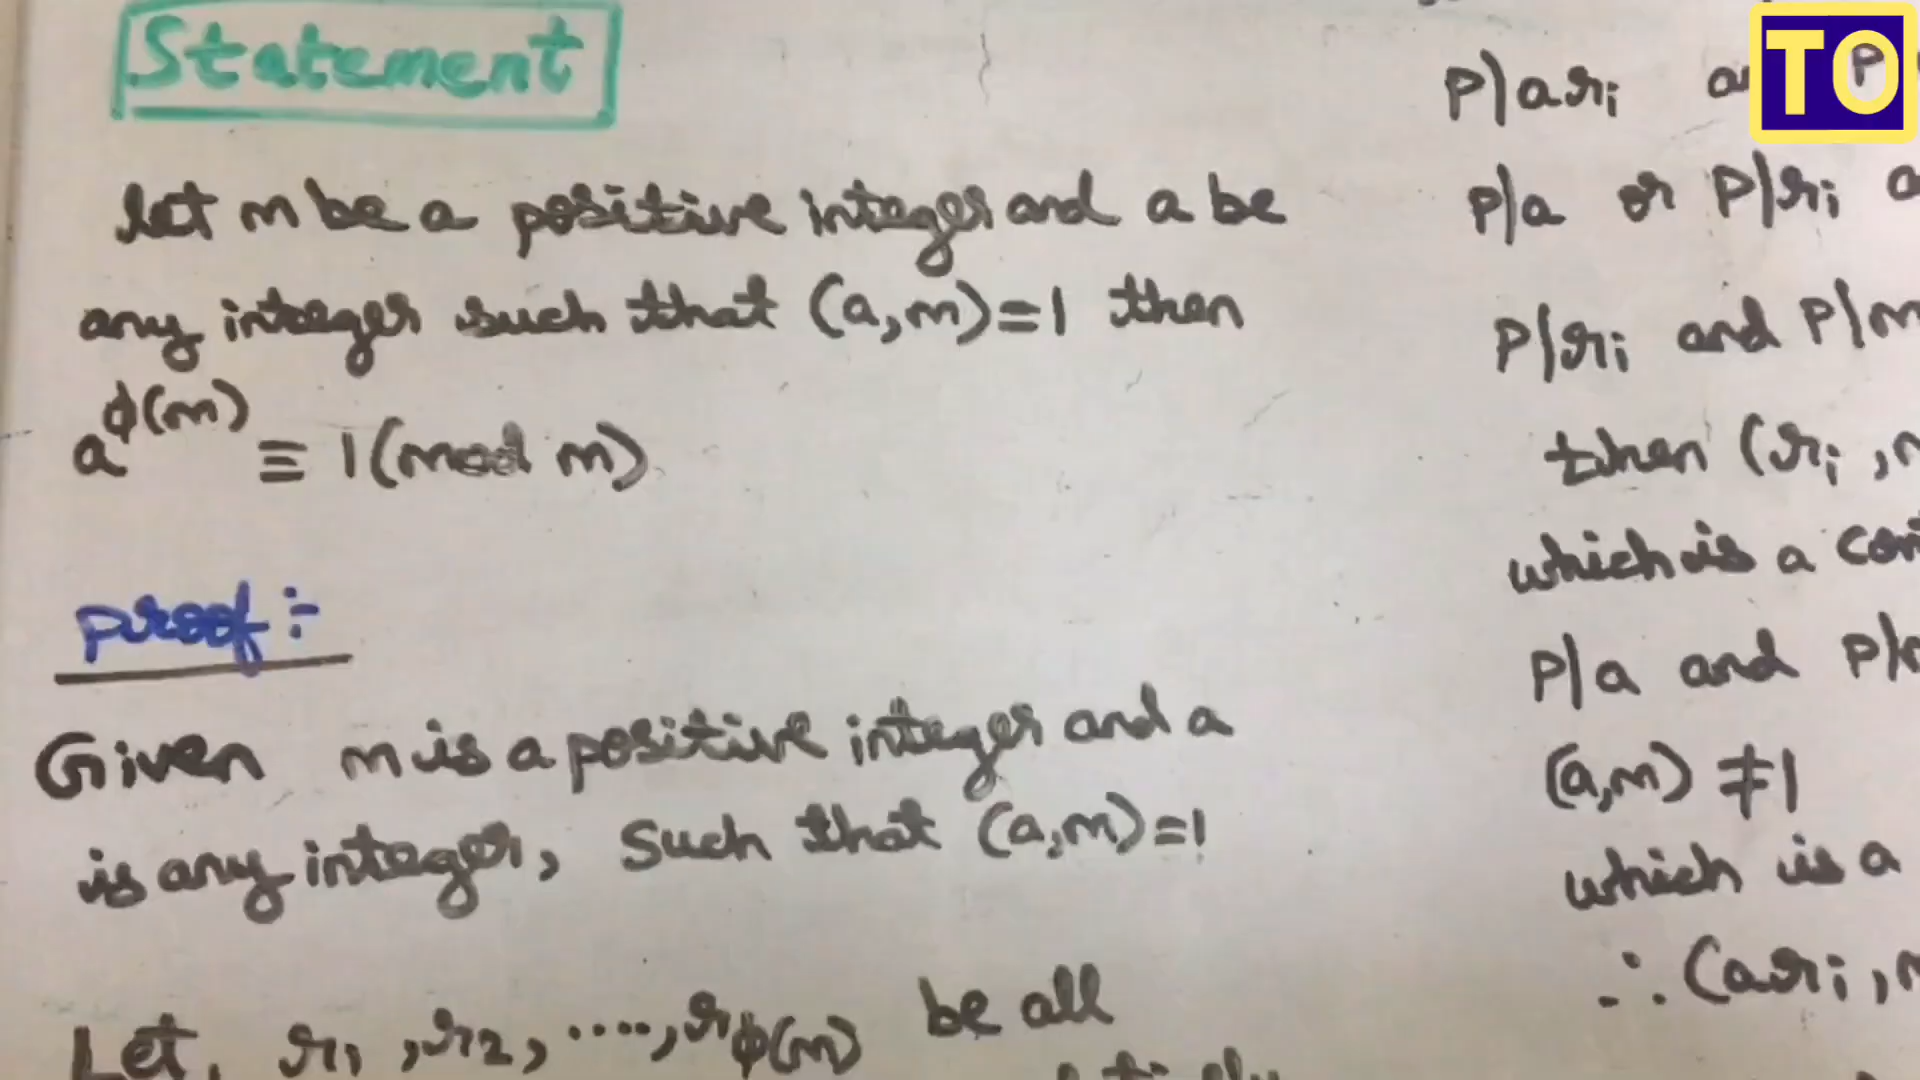 Statement
Let m be a positive integer and a be
any integer such that (a,m)=1 then
a^ϕ(m) ≡ 1(mod m)
proof:-
Given m is a positive integer and a
is any integer, Such that (a,m)=1
Let, r₁, r₂, ...., rϕ(m) be all
P|arᵢ
P|a or P|rᵢ
P|rᵢ and P|m
then (rᵢ,
which is a
P|a and
(a,m) ≠1
which is a
∴ (arᵢ,
TO